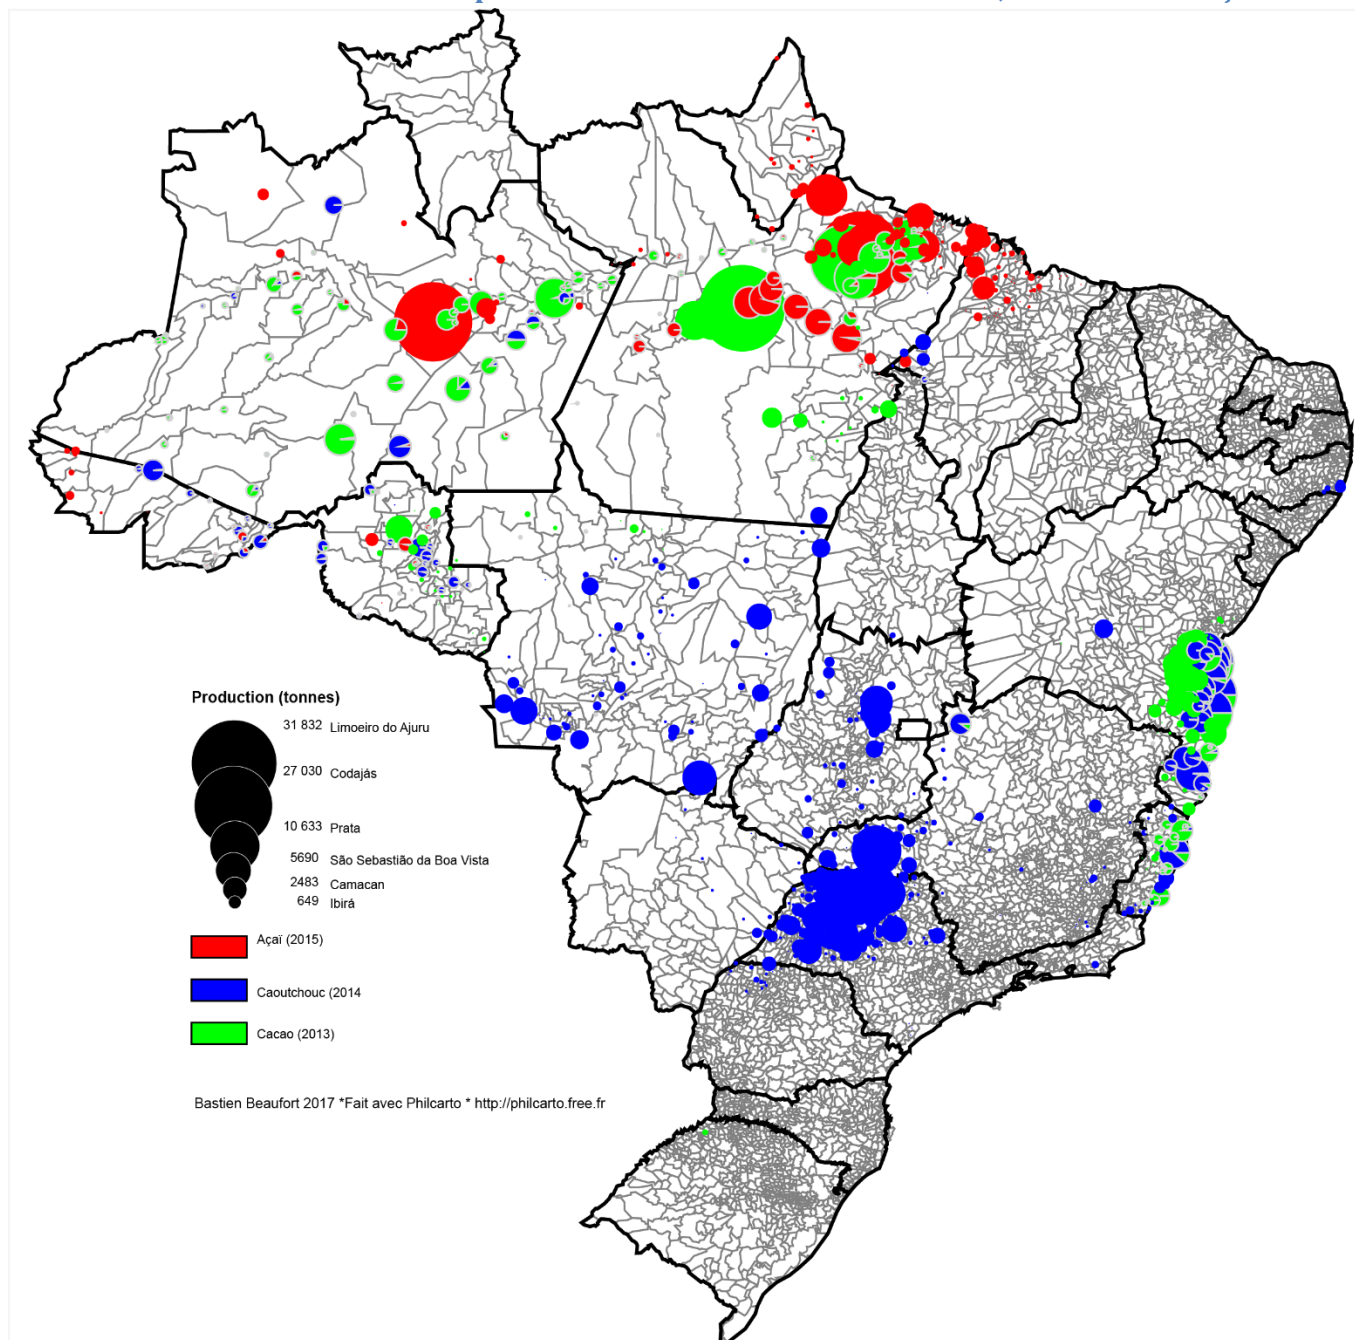 Production (tonnes)
31 832 Limoeiro do Ajuru
27 030 Codajás
10 633 Prata
5690 São Sebastião da Boa Vista
2483 Camacan
649 Ibirá
Açaï (2015)
Caoutchouc (2014
Cacao (2013)
Bastien Beaufort 2017 *Fait avec Philcarto * http://philcarto.free.fr